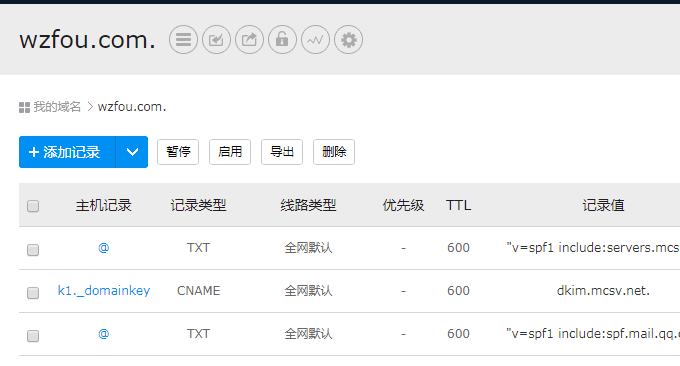 wzfou.com.
我的域名 > wzfou.com.
+ 添加记录 暂停 启用 导出 删除
主机记录 记录类型 线路类型 优先级 TTL 记录值
@ TXT 全网默认 - 600 "v=spf1 include:servers.mcs
k1._domainkey CNAME 全网默认 - 600 dkim.mcsv.net.
@ TXT 全网默认 - 600 "v=spf1 include:spf.mail.qq.c